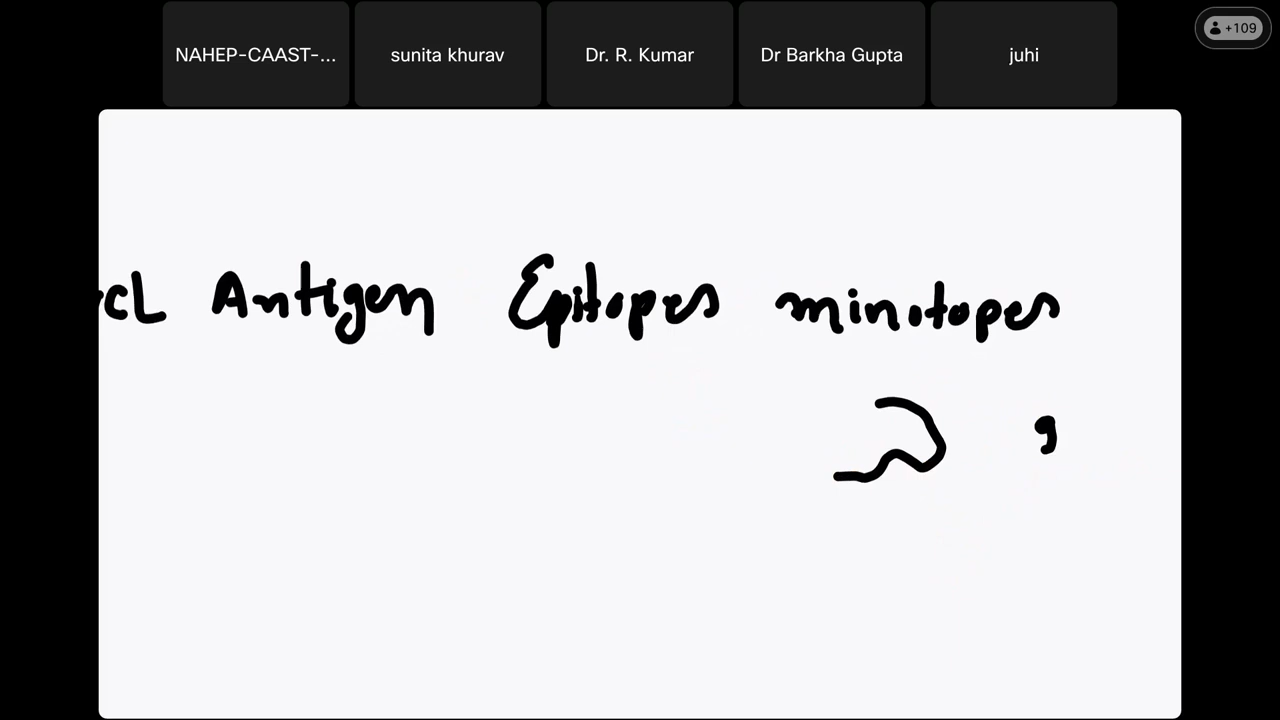 NAHEP-CAAST-... sunita khurav Dr. R. Kumar Dr Barkha Gupta juhi +109
Antigen Epitopes minotopes